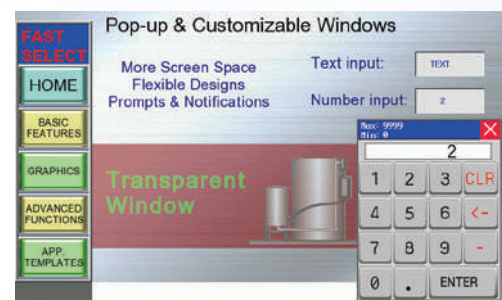 FAST
SELECT
HOME
BASIC
FEATURES
GRAPHICS
ADVANCED
FUNCTIONS
APP.
TEMPLATES
Pop-up & Customizable Windows
More Screen Space
Flexible Designs
Prompts & Notifications
Text input: TEXT
Number input: 2
Transparent
Window
Max: 9999
Min: 0
X
2
1 2 3 CLR
4 5 6 <-
7 8 9 -
0 . ENTER